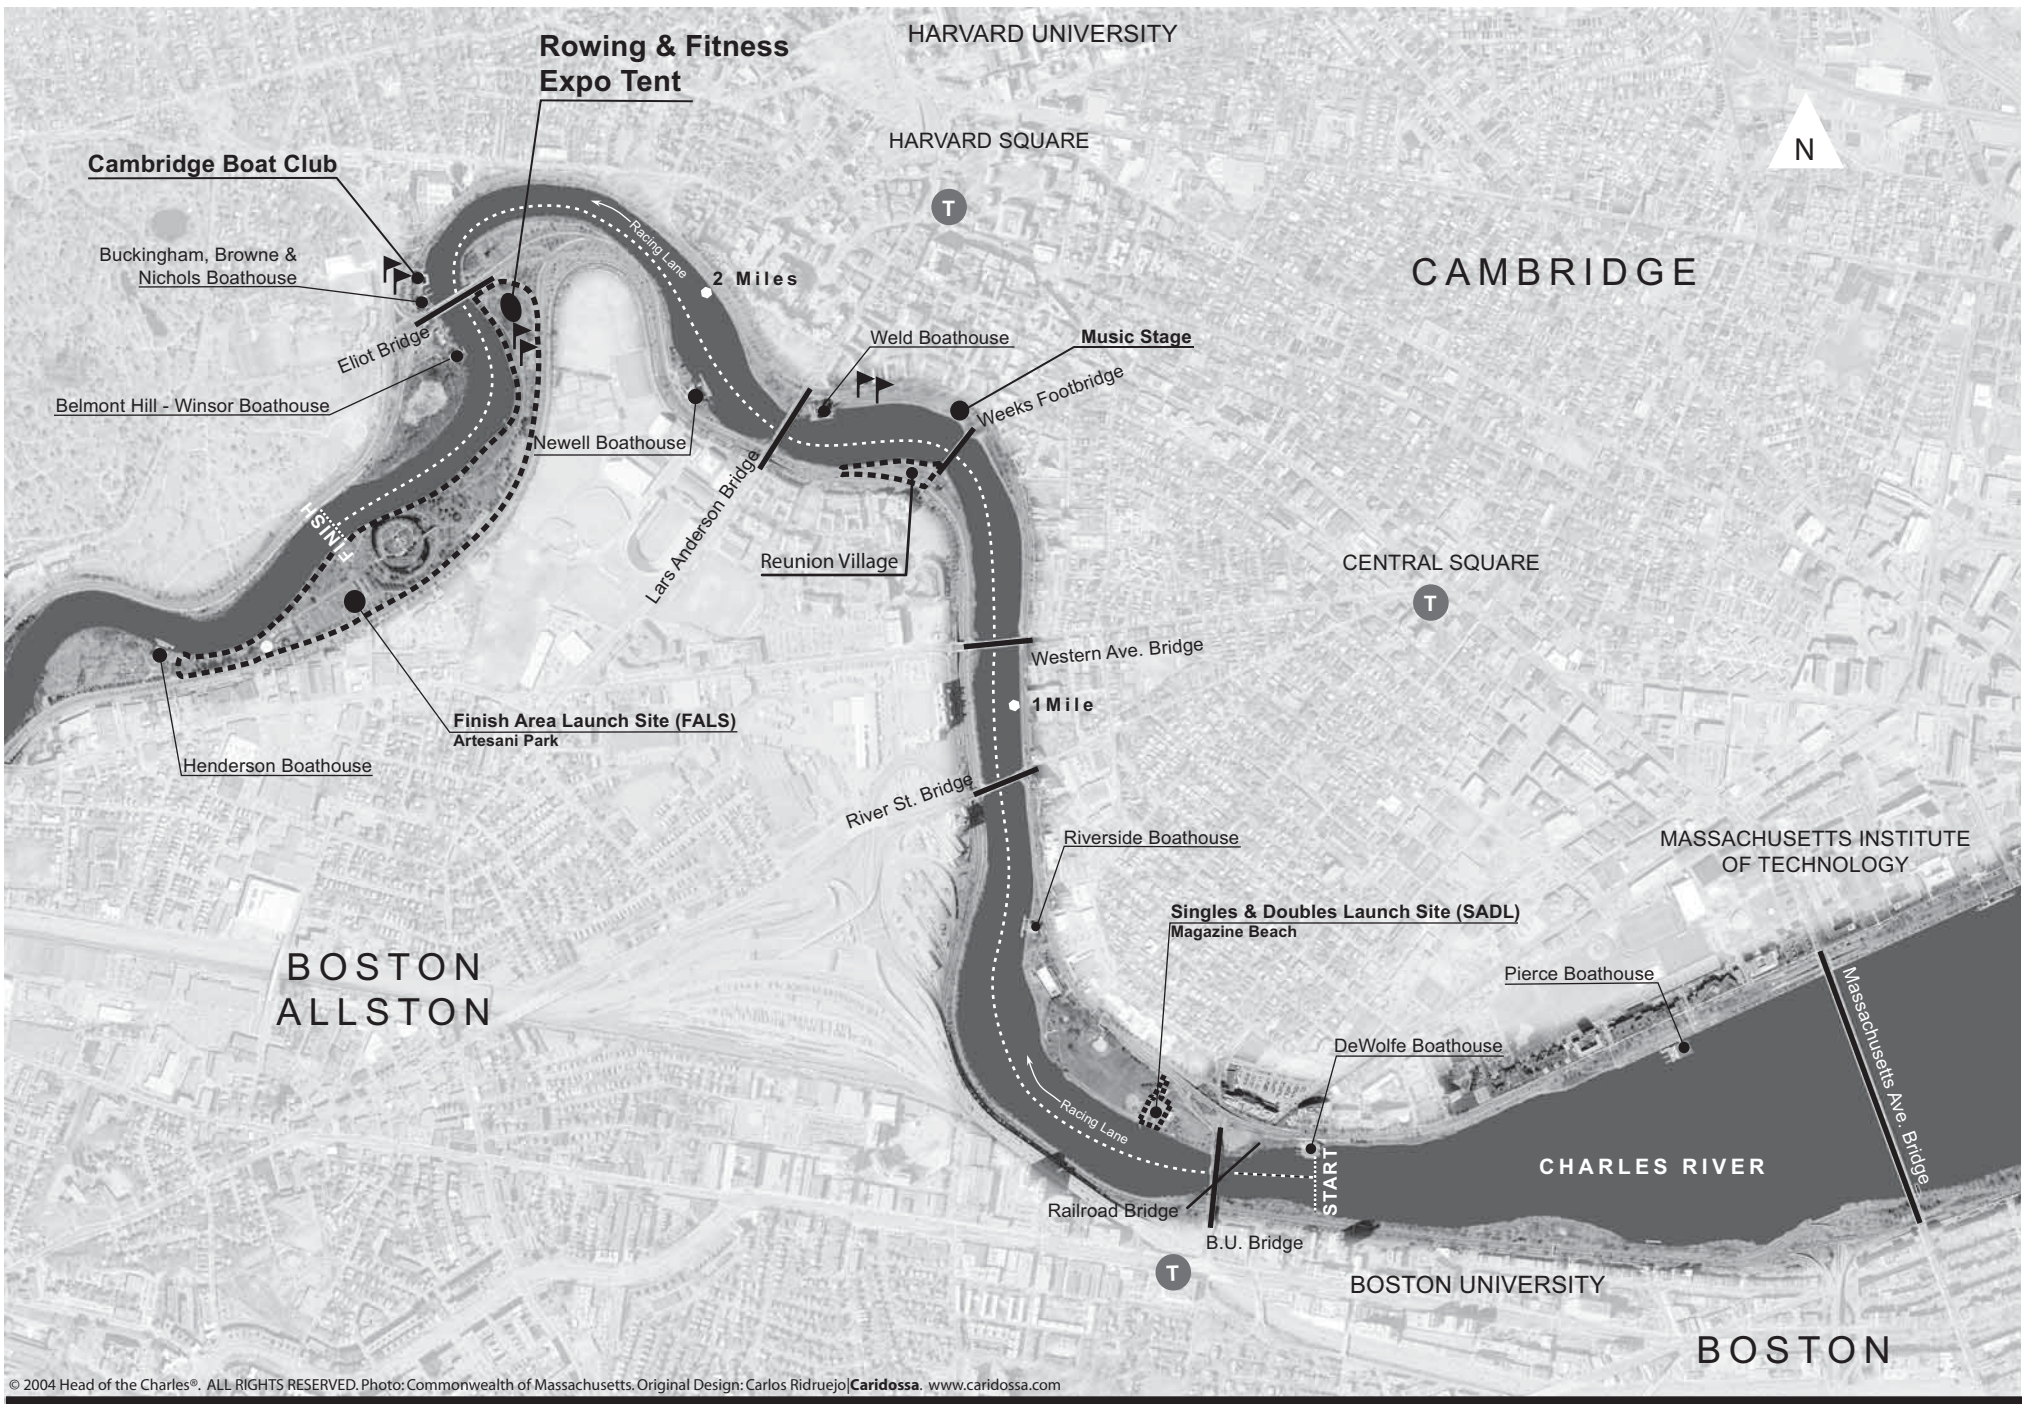 HARVARD UNIVERSITY
Rowing & Fitness
Expo Tent
HARVARD SQUARE
N
Cambridge Boat Club
T
Racing Lane
Buckingham, Browne &
Nichols Boathouse
CAMBRIDGE
2 Miles
Eliot Bridge
Weld Boathouse
Music Stage
Weeks Footbridge
Belmont Hill - Winsor Boathouse
Newell Boathouse
Lars Anderson Bridge
FINISH
Reunion Village
CENTRAL SQUARE
T
Western Ave. Bridge
1Mile
Finish Area Launch Site (FALS)
Artesani Park
Henderson Boathouse
River St. Bridge
Riverside Boathouse
MASSACHUSETTS INSTITUTE
OF TECHNOLOGY
Singles & Doubles Launch Site (SADL)
Magazine Beach
BOSTON
ALLSTON
Pierce Boathouse
Massachusetts Ave. Bridge
DeWolfe Boathouse
Racing Lane
START
CHARLES RIVER
Railroad Bridge
B.U. Bridge
T
BOSTON UNIVERSITY
BOSTON
© 2004 Head of the Charles®. ALL RIGHTS RESERVED. Photo: Commonwealth of Massachusetts. Original Design: Carlos Ridruejo|Caridossa. www.caridossa.com